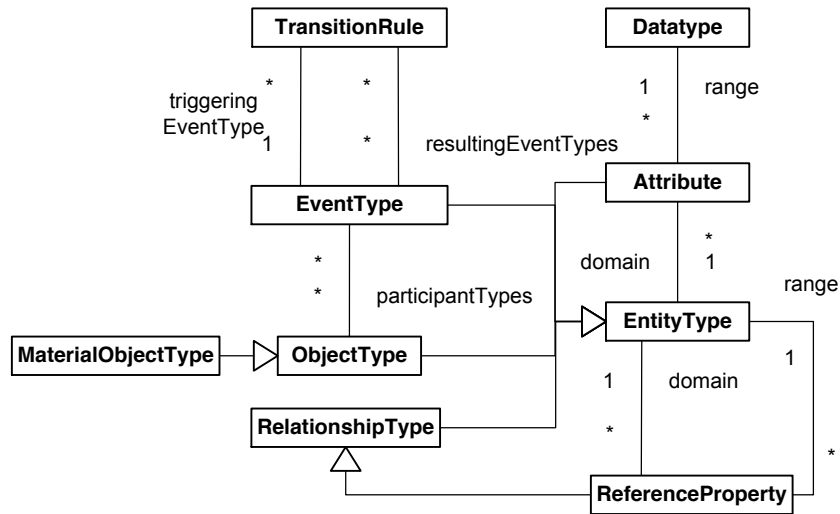 TransitionRule
Datatype
*
*
1
range
triggering
EventType
1
*
resultingEventTypes
*
EventType
Attribute
*
*
participantTypes
domain
*
1
range
MaterialObjectType
ObjectType
EntityType
1
domain
1
RelationshipType
*
*
ReferenceProperty